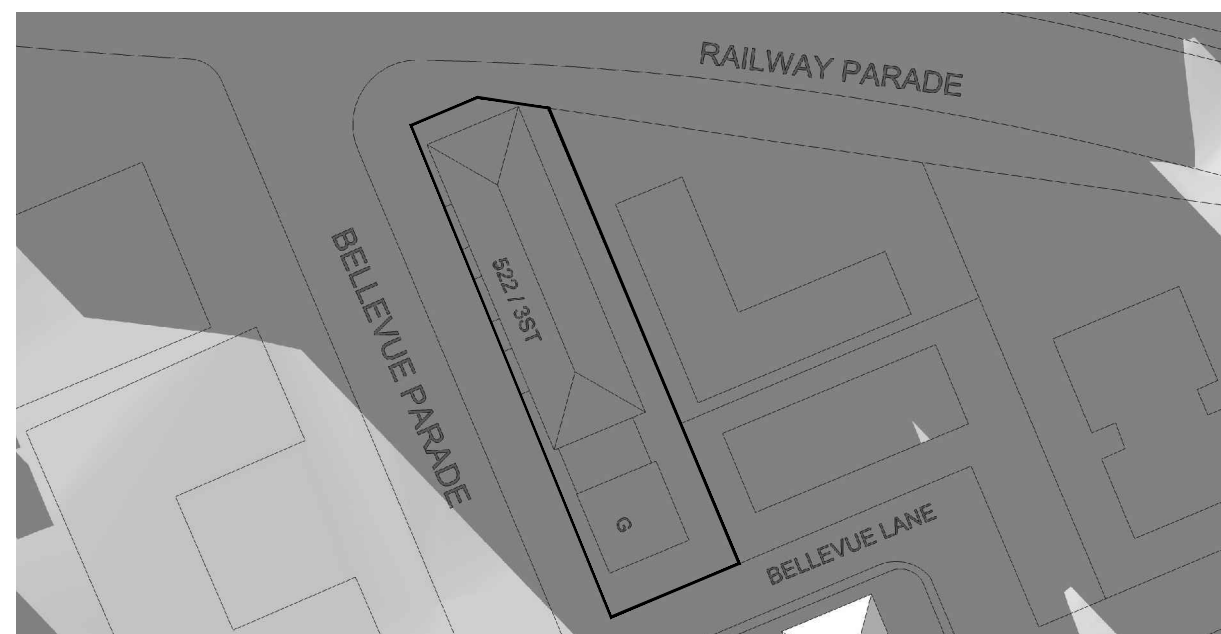 RAILWAY PARADE
BELLEVUE PARADE
522 / 3ST
G
BELLEVUE LANE